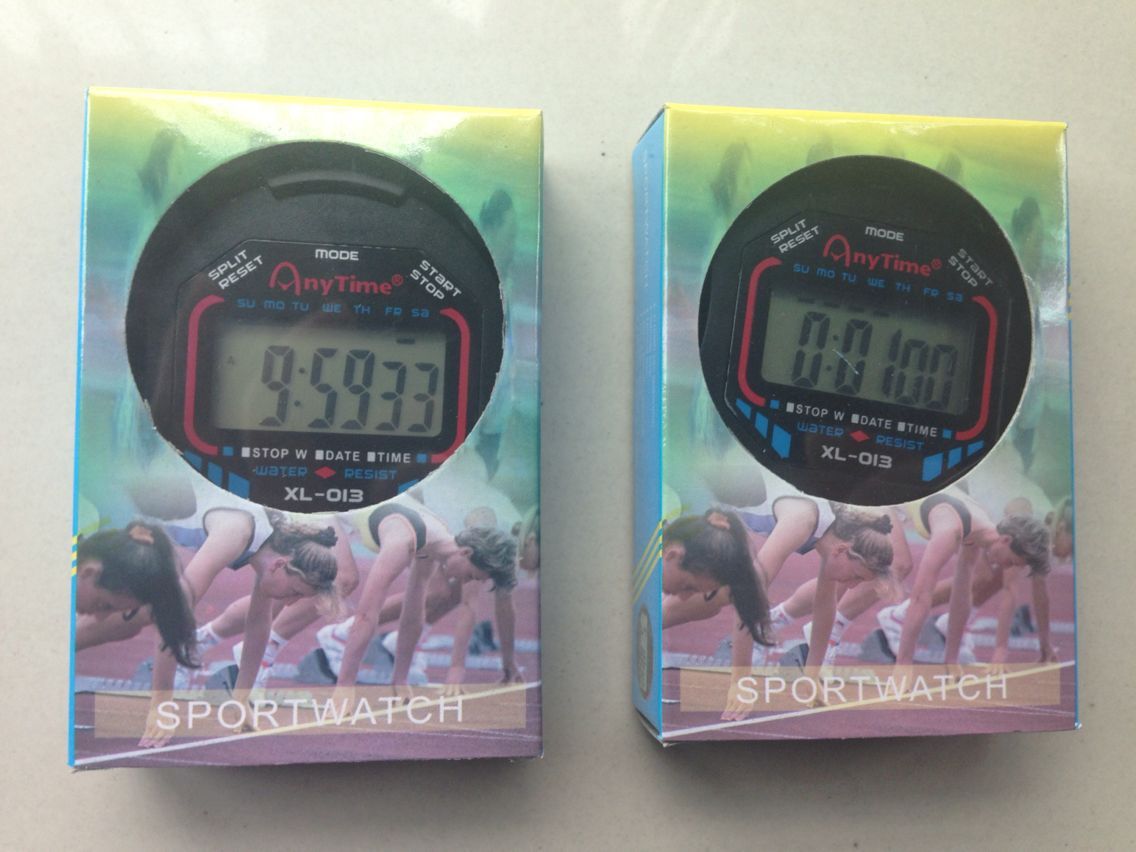 MODE
SPLIT
RESET
START
STOP
AnyTime®
SU MO TU WE TH FR Sa
A
9:5933
STOP W DATE TIME
WATER RESIST
XL-013
SPORTWATCH
MODE
SPLIT
RESET
START
STOP
AnyTime®
SU MO TU WE TH FR Sa
0:0100
STOP W DATE TIME
WATER RESIST
XL-013
SPORTWATCH